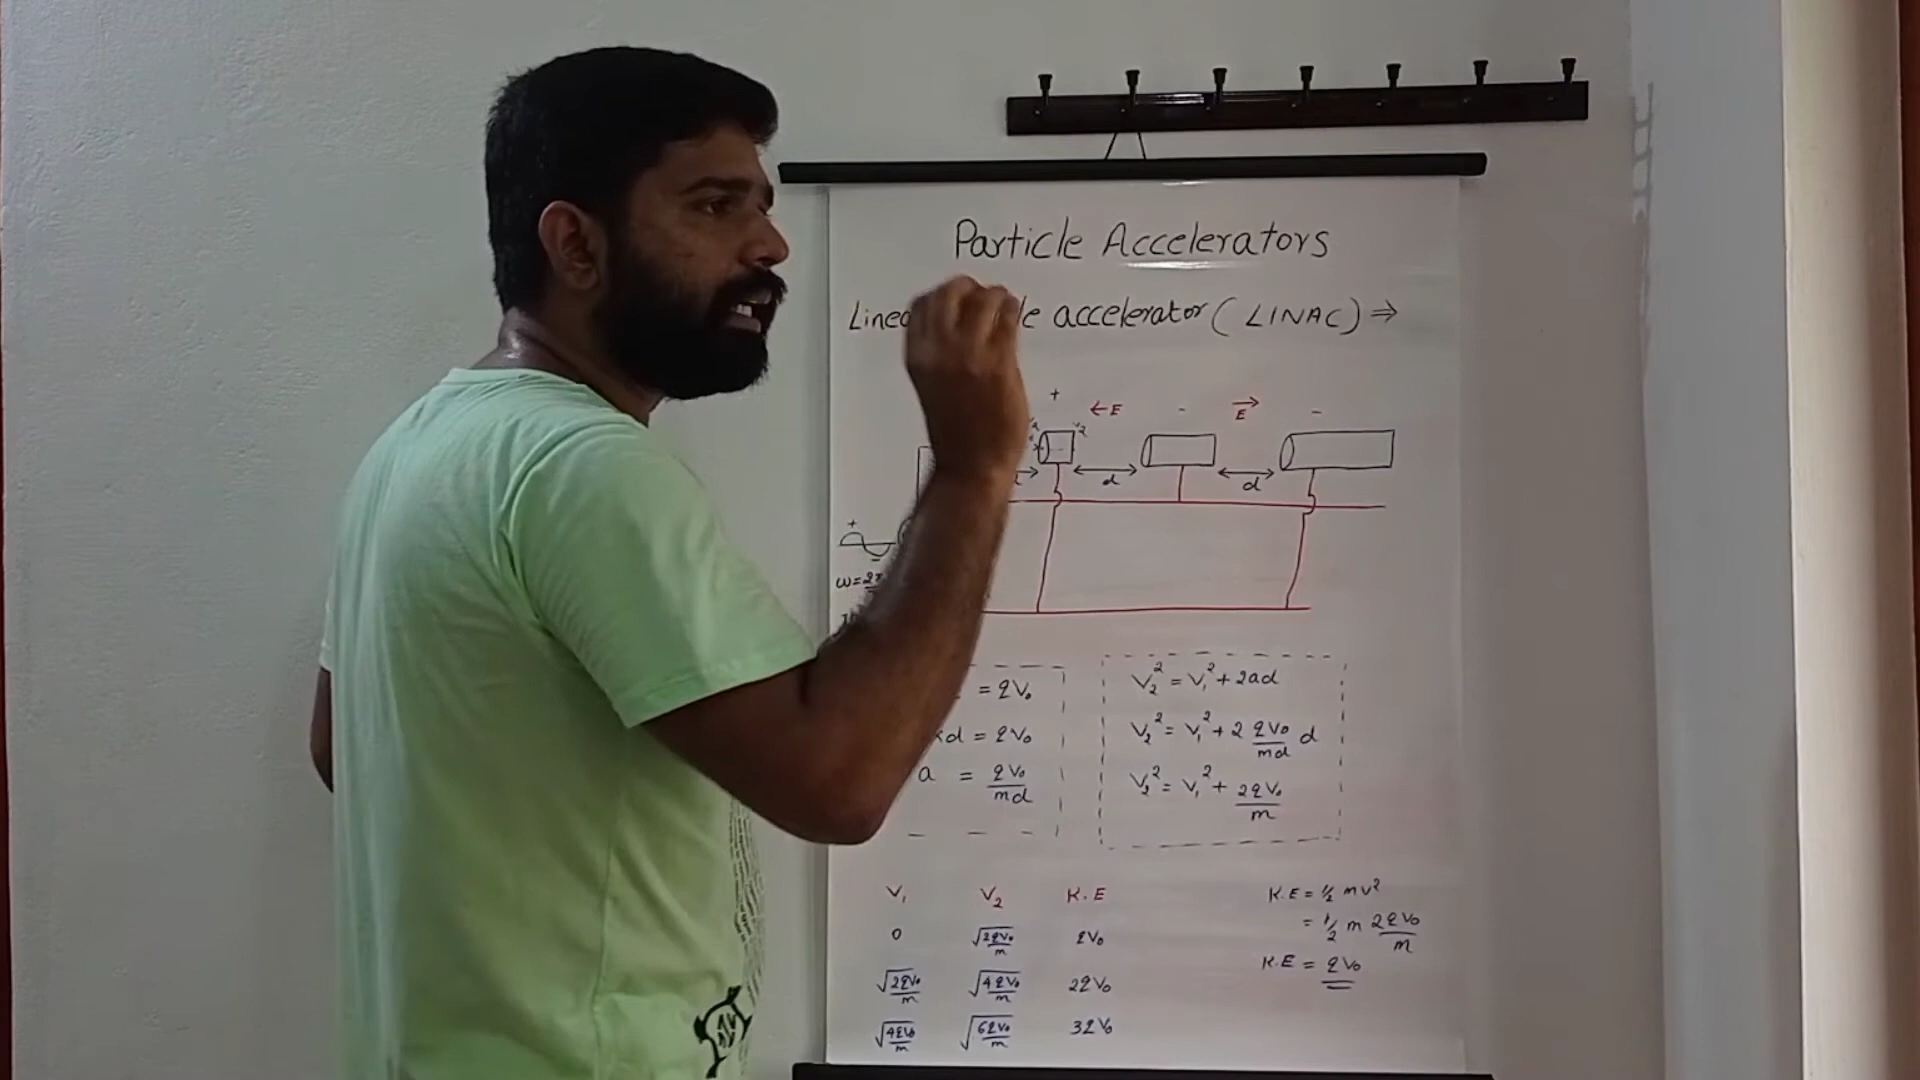 Particle Accelerators
Linea le accelerator ( LINAC) ⇒
+ ← E - E → -
V2
d d
+
-
ω = 2π
= qV₀
d = qV₀
a = qV₀/md
V₂² = V₁² + 2ad
V₂² = V₁² + 2 qV₀/md d
V₂² = V₁² + 2qV₀/m
V₁ V₂ K.E
0 √2qV₀/m qV₀
√2qV₀/m √4qV₀/m 2qV₀
√4qV₀/m √6qV₀/m 3qV₀
K.E = ½ mv²
= ½ m 2qV₀/m
K.E = qV₀